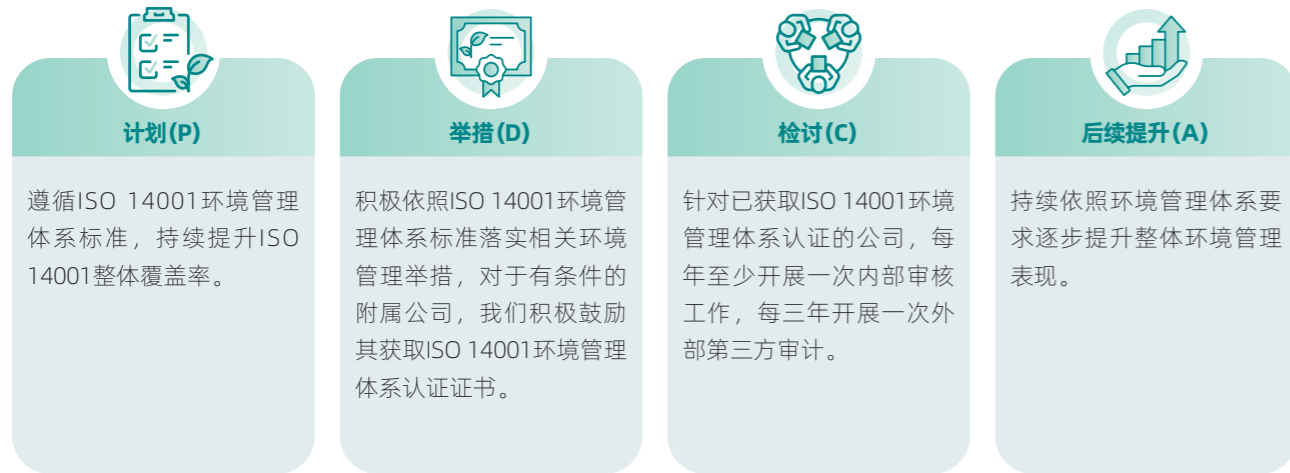 计划(P)
遵循ISO 14001环境管理
体系标准，持续提升ISO
14001整体覆盖率。
举措(D)
积极依照ISO 14001环境管
理体系标准落实相关环境
管理举措，对于有条件的
附属公司，我们积极鼓励
其获取ISO 14001环境管理
体系认证证书。
检讨(C)
针对已获取ISO 14001环境
管理体系认证的公司，每
年至少开展一次内部审核
工作，每三年开展一次外
部第三方审计。
后续提升(A)
持续依照环境管理体系要
求逐步提升整体环境管理
表现。